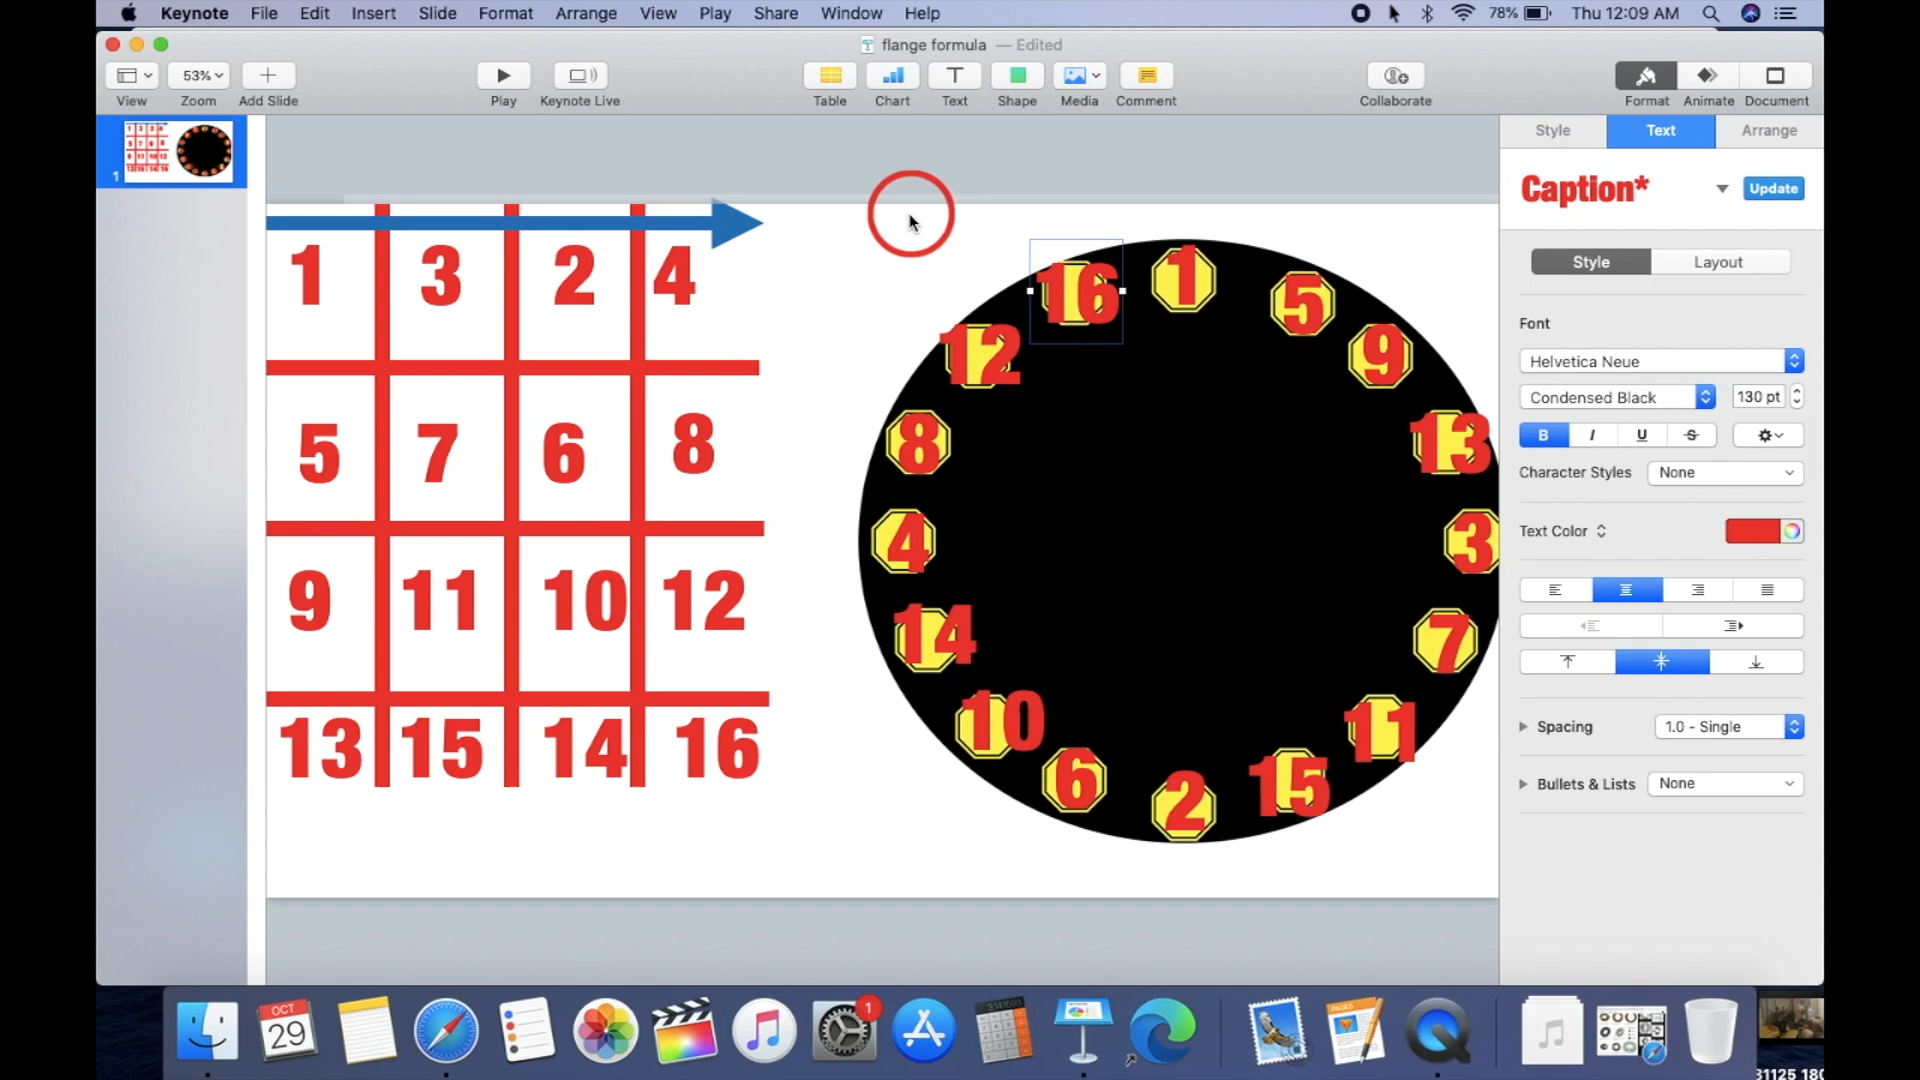 Keynote File Edit Insert Slide Format Arrange View Play Share Window Help 78% Thu 12:09 AM
flange formula — Edited
53%
View Zoom Add Slide Play Keynote Live Table Chart Text Shape Media Comment Collaborate Format Animate Document
Style Text Arrange
Caption* Update
Style Layout
Font
Helvetica Neue
Condensed Black 130 pt
B I U S
Character Styles None
Text Color
Spacing 1.0 - Single
Bullets & Lists None
1
1 3 2 4
5 7 6 8
9 11 10 12
13 15 14 16
16 1 5
12 9
8 13
4 3
14 7
10 11
6 2 15
OCT
29
1
PAGES
31125